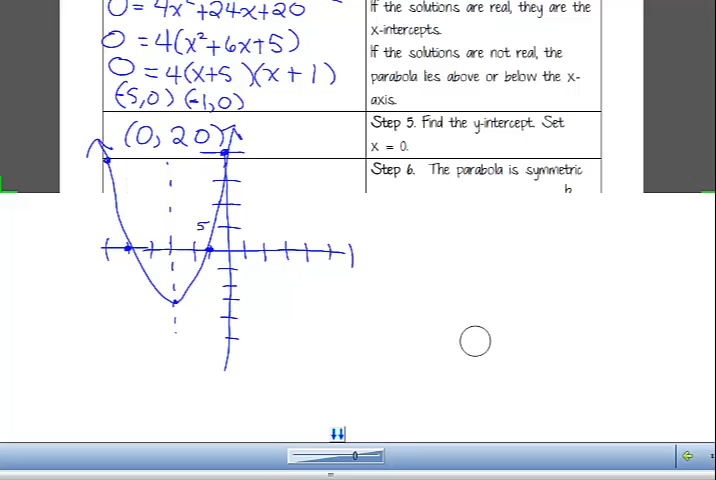 0 = 4x²+24x+20
0 = 4(x²+6x+5)
0 = 4(x+5)(x+1)
(-5,0) (-1,0)
If the solutions are real, they are the
x-intercepts.
If the solutions are not real, the
parabola les above or below the x-
axis.
(0, 20)
Step 5. Find the y-intercept. Set
x = 0.
Step 6. The parabola is symmetric
5
0